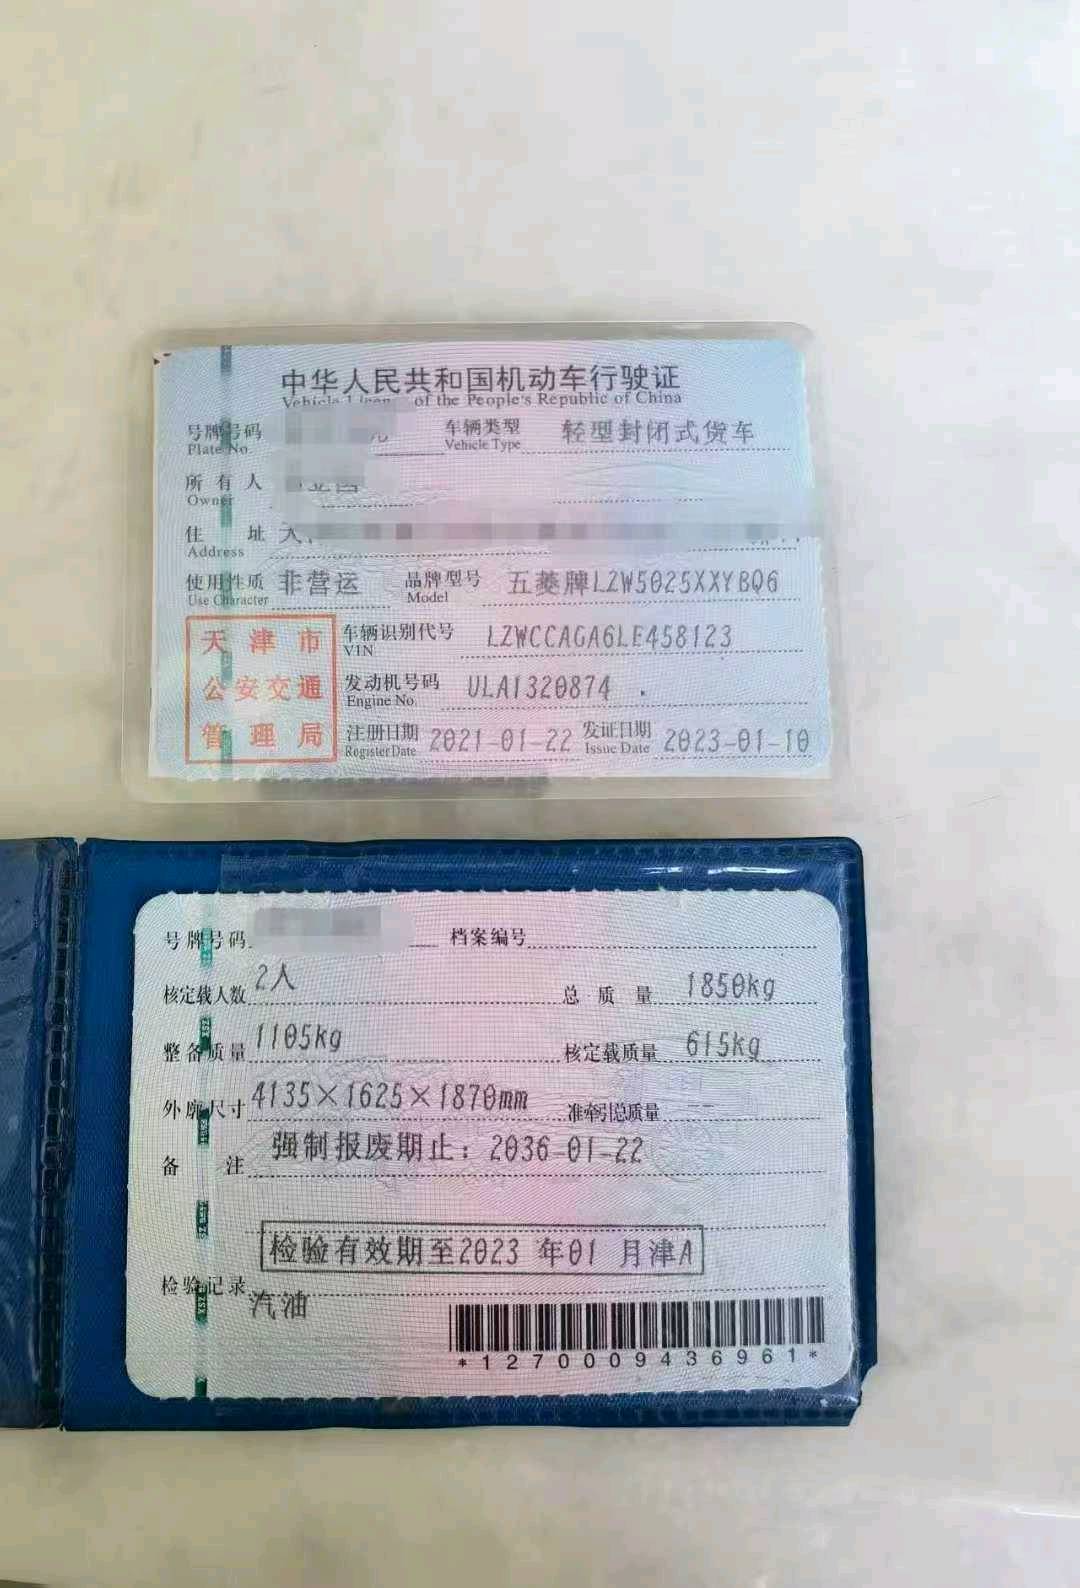 中华人民共和国机动车行驶证
Vehicle License of the People's Republic of China
号牌号码 车辆类型 轻型封闭式货车
Plate No. Vehicle Type
所有人
Owner
住址
Address
使用性质 非营运 品牌型号 五菱牌LZW5025XXYBQ6
Use Character Model
天津市 车辆识别代号 LZWCCAGA6LE458123
VIN
公安交通 发动机号码 ULA1320874
Engine No.
管理局 注册日期 2021-01-22 发证日期 2023-01-10
Register Date Issue Date
号牌号码 档案编号
核定载人数 2人 总质量 1850kg
整备质量 1105kg 核定载质量 615kg
外廓尺寸 4135×1625×1870mm 准牵引总质量 --
备注 强制报废期止：2036-01-22
检验有效期至2023年01月津A
检验记录
汽油
*1270009436961*